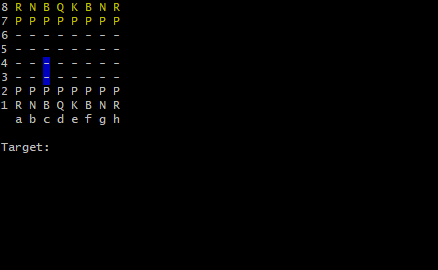 8 R N B Q K B N R
7 P P P P P P P P
6 - - - - - - - -
5 - - - - - - - -
4 - - - - - - - -
3 - - - - - - - -
2 P P P P P P P P
1 R N B Q K B N R
a b c d e f g h
Target: